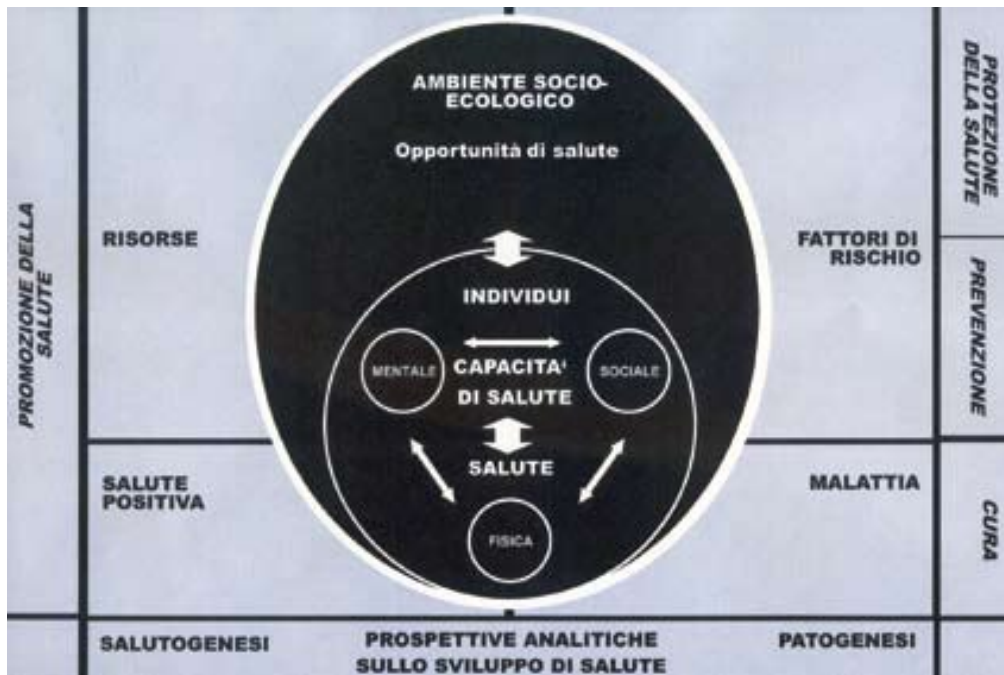 AMBIENTE SOCIO-
ECOLOGICO
Opportunità di salute
PROTEZIONE
DELLA SALUTE
PROMOZIONE DELLA
SALUTE
RISORSE
FATTORI DI
RISCHIO
PREVENZIONE
INDIVIDUI
MENTALE
CAPACITA'
DI SALUTE
SOCIALE
SALUTE
SALUTE
POSITIVA
MALATTIA
FISICA
CURA
SALUTOGENESI
PROSPETTIVE ANALITICHE
SULLO SVILUPPO DI SALUTE
PATOGENESI